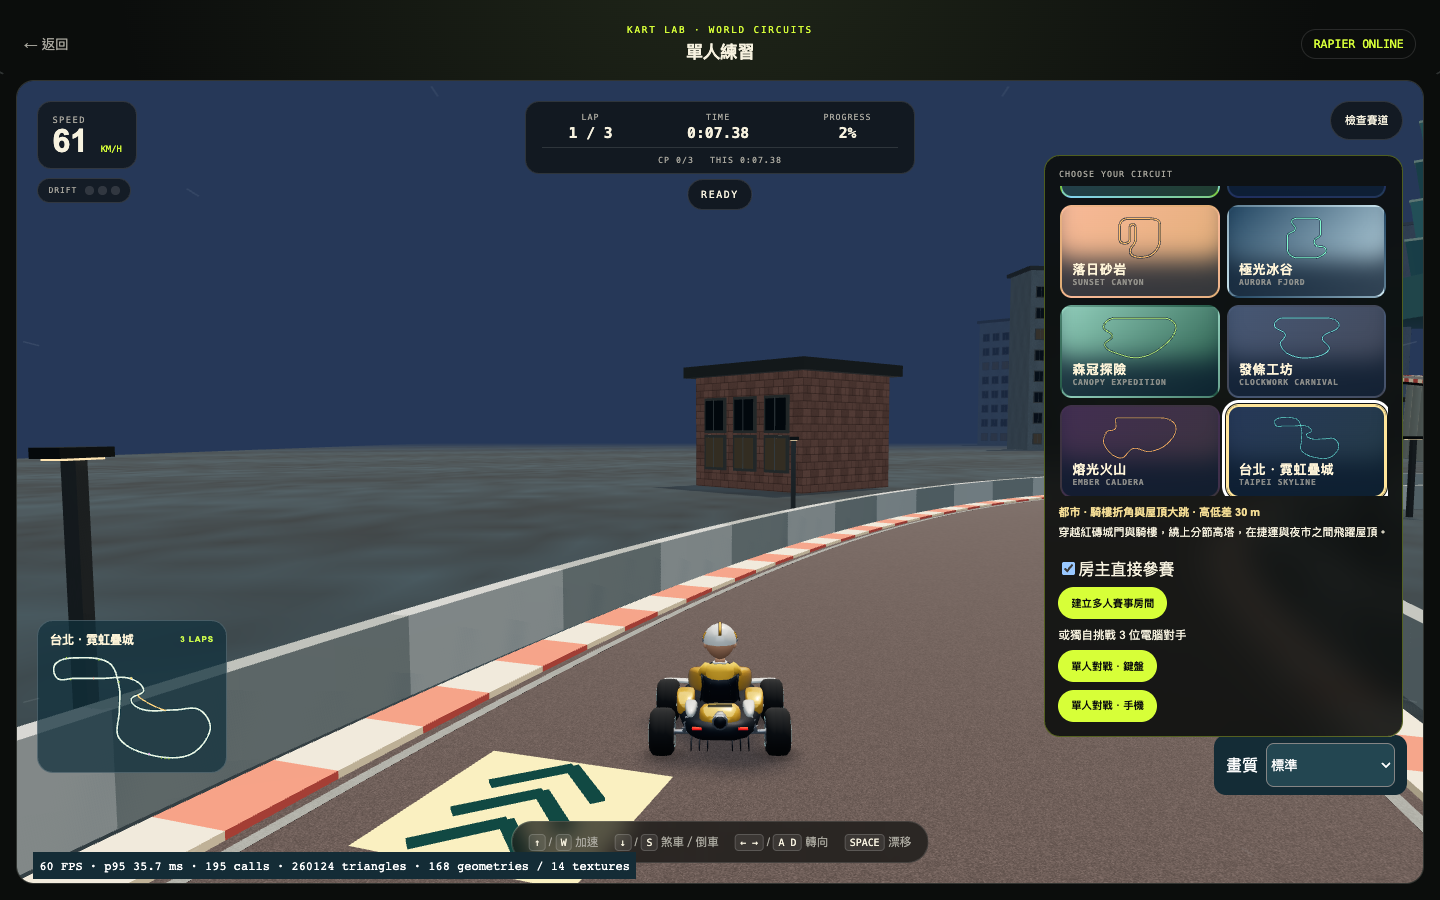 ← 返回
KART LAB · WORLD CIRCUITS
單人練習
RAPIER ONLINE
SPEED
61 KM/H
DRIFT
LAP TIME PROGRESS
1 / 3 0:07.38 2%
CP 0/3 THIS 0:07.38
READY
檢查賽道
CHOOSE YOUR CIRCUIT
落日砂岩
SUNSET CANYON
極光冰谷
AURORA FJORD
森冠探險
CANOPY EXPEDITION
發條工坊
CLOCKWORK CARNIVAL
熔光火山
EMBER CALDERA
台北 · 霓虹疊城
TAIPEI SKYLINE
都市 · 騎樓折角與屋頂大跳 · 高低差 30 m
穿越紅磚城門與騎樓，繞上分節高塔，在捷運與夜市之間飛躍屋頂。
房主直接參賽
建立多人賽事房間
或獨自挑戰 3 位電腦對手
單人對戰 · 鍵盤
單人對戰 · 手機
畫質 標準
台北 · 霓虹疊城 3 LAPS
↑ / W 加速 ↓ / S 煞車 / 倒車 ← → / A D 轉向 SPACE 漂移
60 FPS · p95 35.7 ms · 195 calls · 260124 triangles · 168 geometries / 14 textures